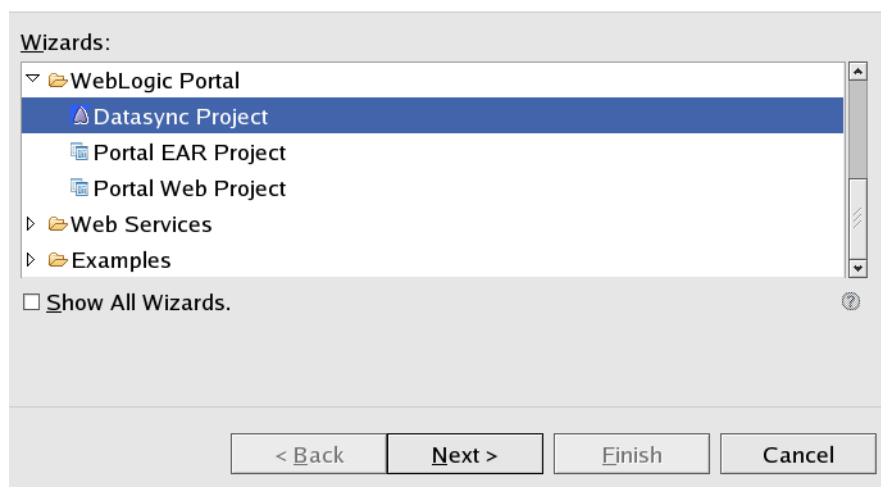 Wizards:
WebLogic Portal
Datasync Project
Portal EAR Project
Portal Web Project
Web Services
Examples
Show All Wizards.
?
< Back Next > Finish Cancel